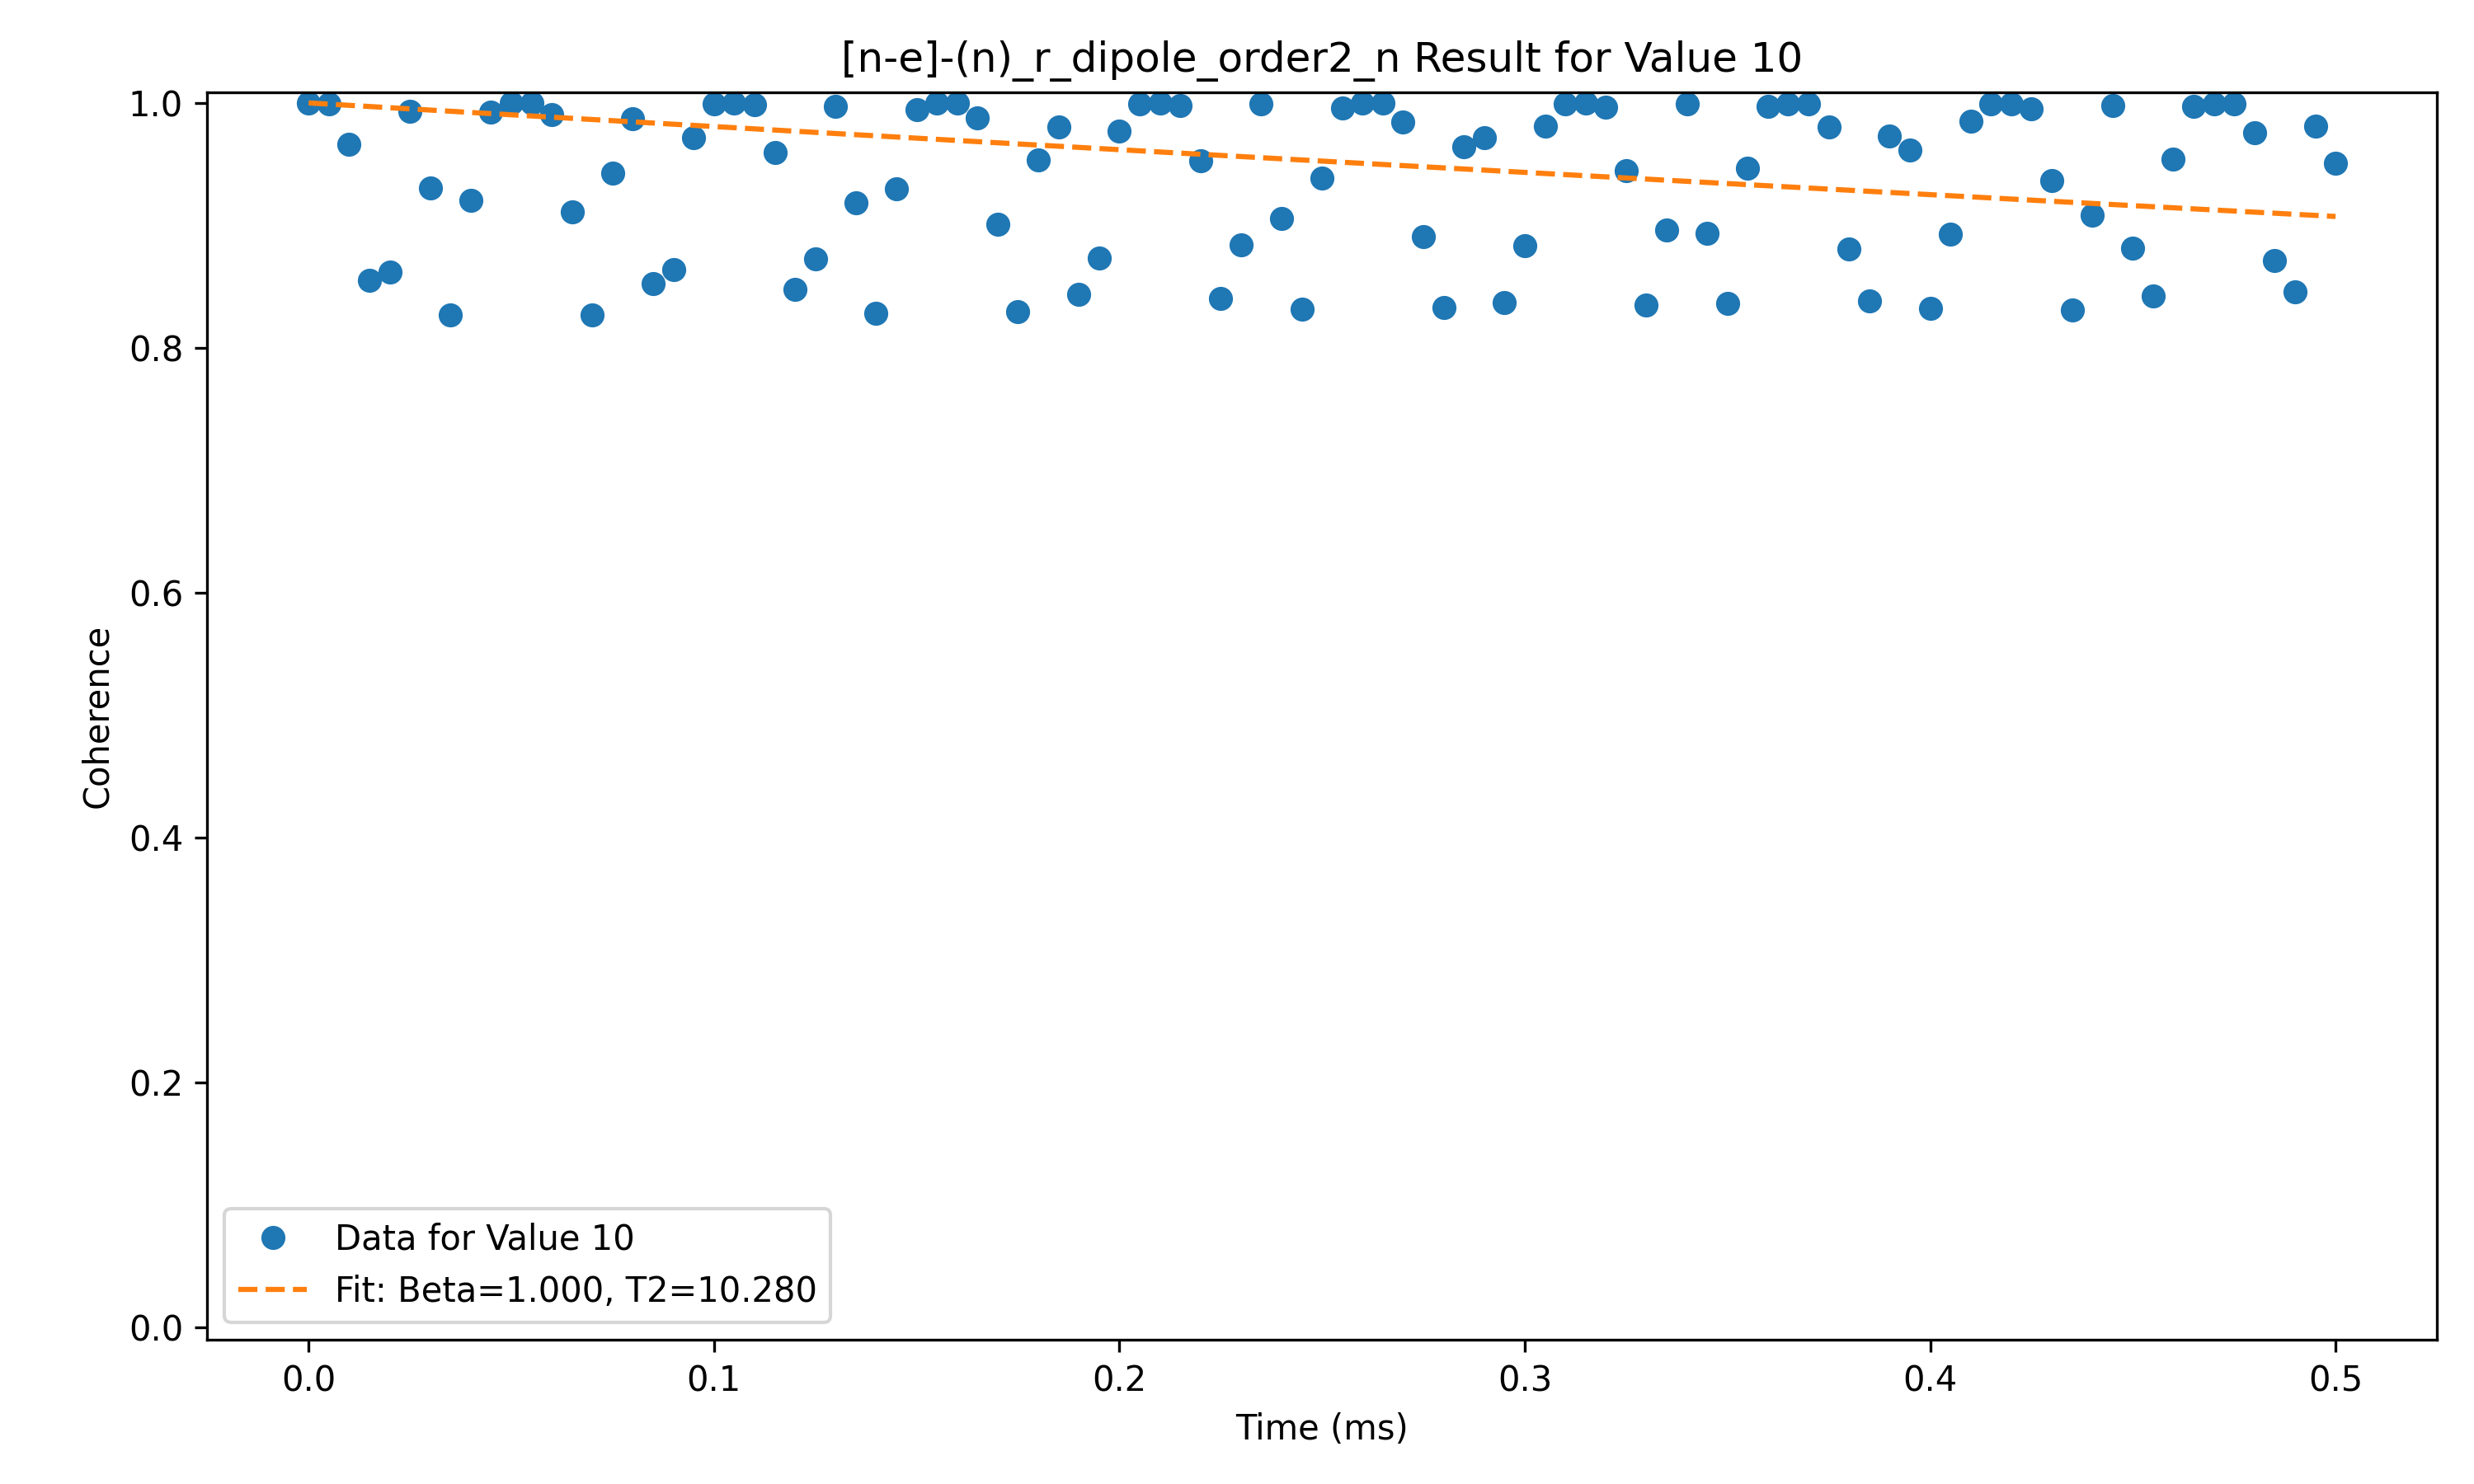 [n-e]-(n)_r_dipole_order2_n Result for Value 10
1.0
0.8
0.6
0.4
0.2
0.0
Coherence
Data for Value 10
Fit: Beta=1.000, T2=10.280
0.0 0.1 0.2 0.3 0.4 0.5
Time (ms)